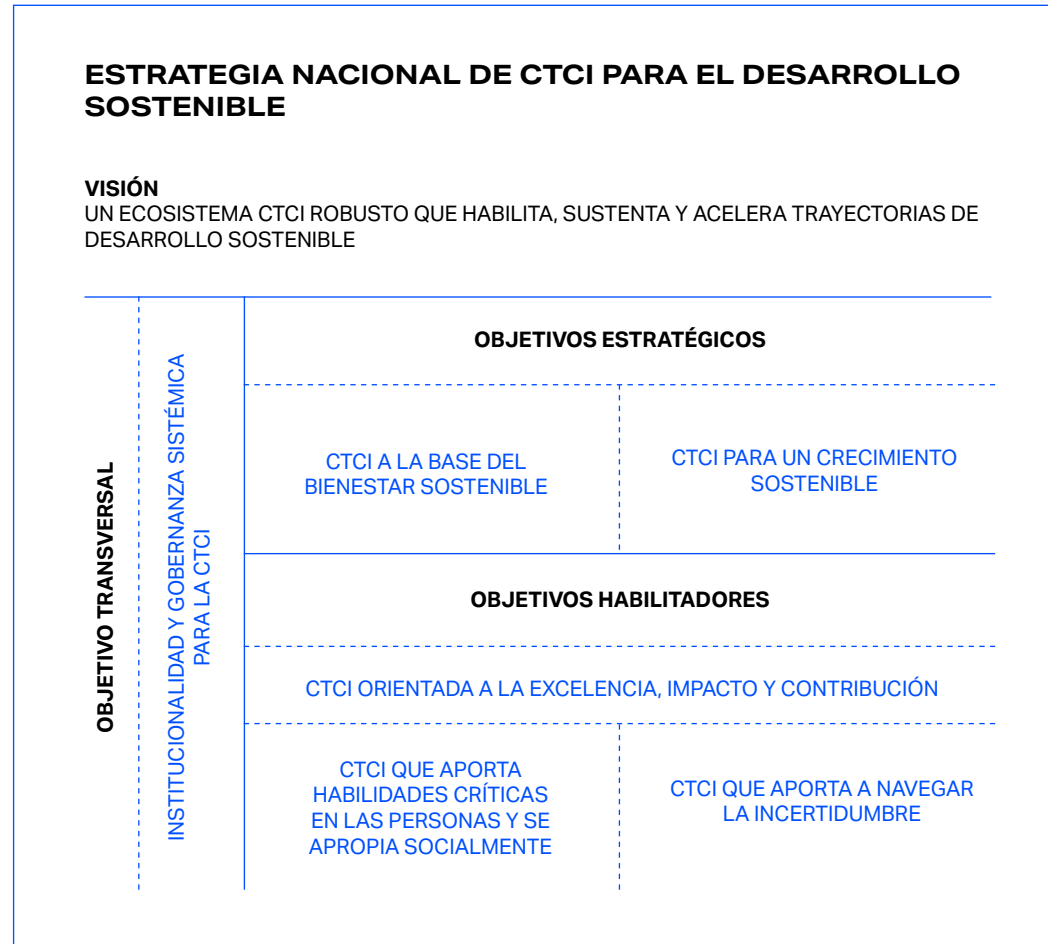 ESTRATEGIA NACIONAL DE CTCI PARA EL DESARROLLO
SOSTENIBLE
VISIÓN
UN ECOSISTEMA CTCI ROBUSTO QUE HABILITA, SUSTENTA Y ACELERA TRAYECTORIAS DE
DESARROLLO SOSTENIBLE
OBJETIVO TRANSVERSAL
INSTITUCIONALIDAD Y GOBERNANZA SISTÉMICA
PARA LA CTCI
OBJETIVOS ESTRATÉGICOS
CTCI A LA BASE DEL
BIENESTAR SOSTENIBLE
CTCI PARA UN CRECIMIENTO
SOSTENIBLE
OBJETIVOS HABILITADORES
CTCI ORIENTADA A LA EXCELENCIA, IMPACTO Y CONTRIBUCIÓN
CTCI QUE APORTA
HABILIDADES CRÍTICAS
EN LAS PERSONAS Y SE
APROPIA SOCIALMENTE
CTCI QUE APORTA A NAVEGAR
LA INCERTIDUMBRE